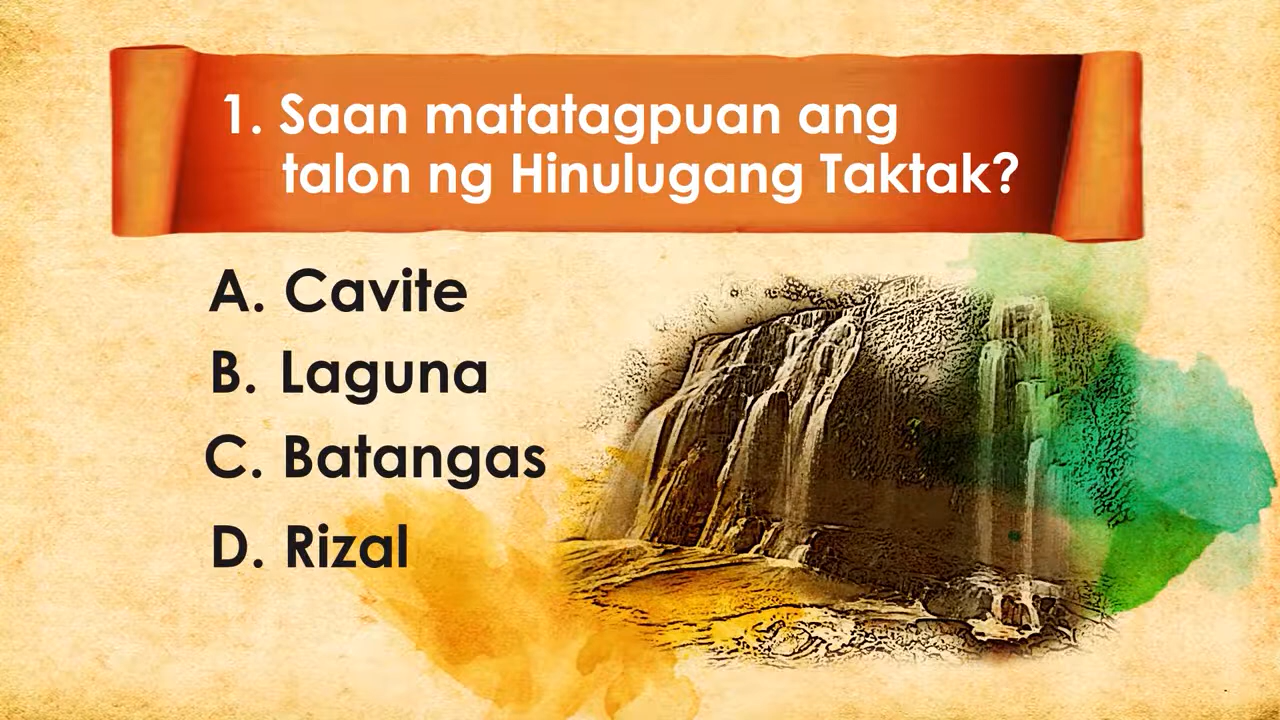 1. Saan matatagpuan ang
talon ng Hinulugang Taktak?
A. Cavite
B. Laguna
C. Batangas
D. Rizal